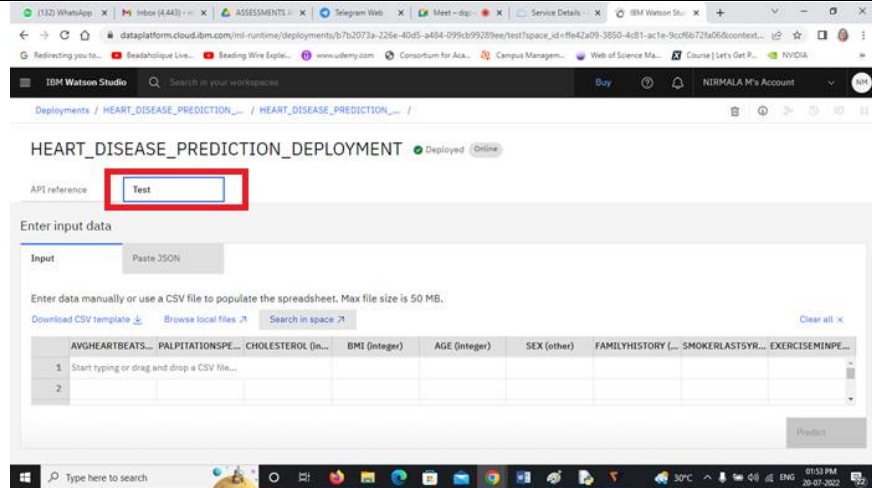 (132) WhatsApp
Inbox (4,443) -
ASSESSMENTS
Telegram Web
Meet – dqc-
Service Details -
IBM Watson Stu
dataplatform.cloud.ibm.com/ml-runtime/deployments/b7b2073a-226e-40d5-a484-099cb99289ee/test?space_id=ffe42a09-3850-4c81-ac1e-9ccf6b72fa06&context...
Redirecting you to...
Beadaholique Live...
Beading Wire Explai...
www.udemy.com
Consortium for Aca...
Campus Managem...
Web of Science Ma...
Course | Let's Get P...
NVIDIA
IBM Watson Studio
Search in your workspaces
Buy
NIRMALA M's Account
NM
Deployments / HEART_DISEASE_PREDICTION_... / HEART_DISEASE_PREDICTION_... /
HEART_DISEASE_PREDICTION_DEPLOYMENT
Deployed
Online
API reference
Test
Enter input data
Input
Paste JSON
Enter data manually or use a CSV file to populate the spreadsheet. Max file size is 50 MB.
Download CSV template
Browse local files
Search in space
Clear all ×
AVGHEARTBEATS... PALPITATIONSPE... CHOLESTEROL (in... BMI (integer) AGE (integer) SEX (other) FAMILYHISTORY (... SMOKERLAST5YR... EXERCISEMINPE...
1 Start typing or drag and drop a CSV file...
2
Predict
Type here to search
30°C
ENG
01:53 PM
20-07-2022